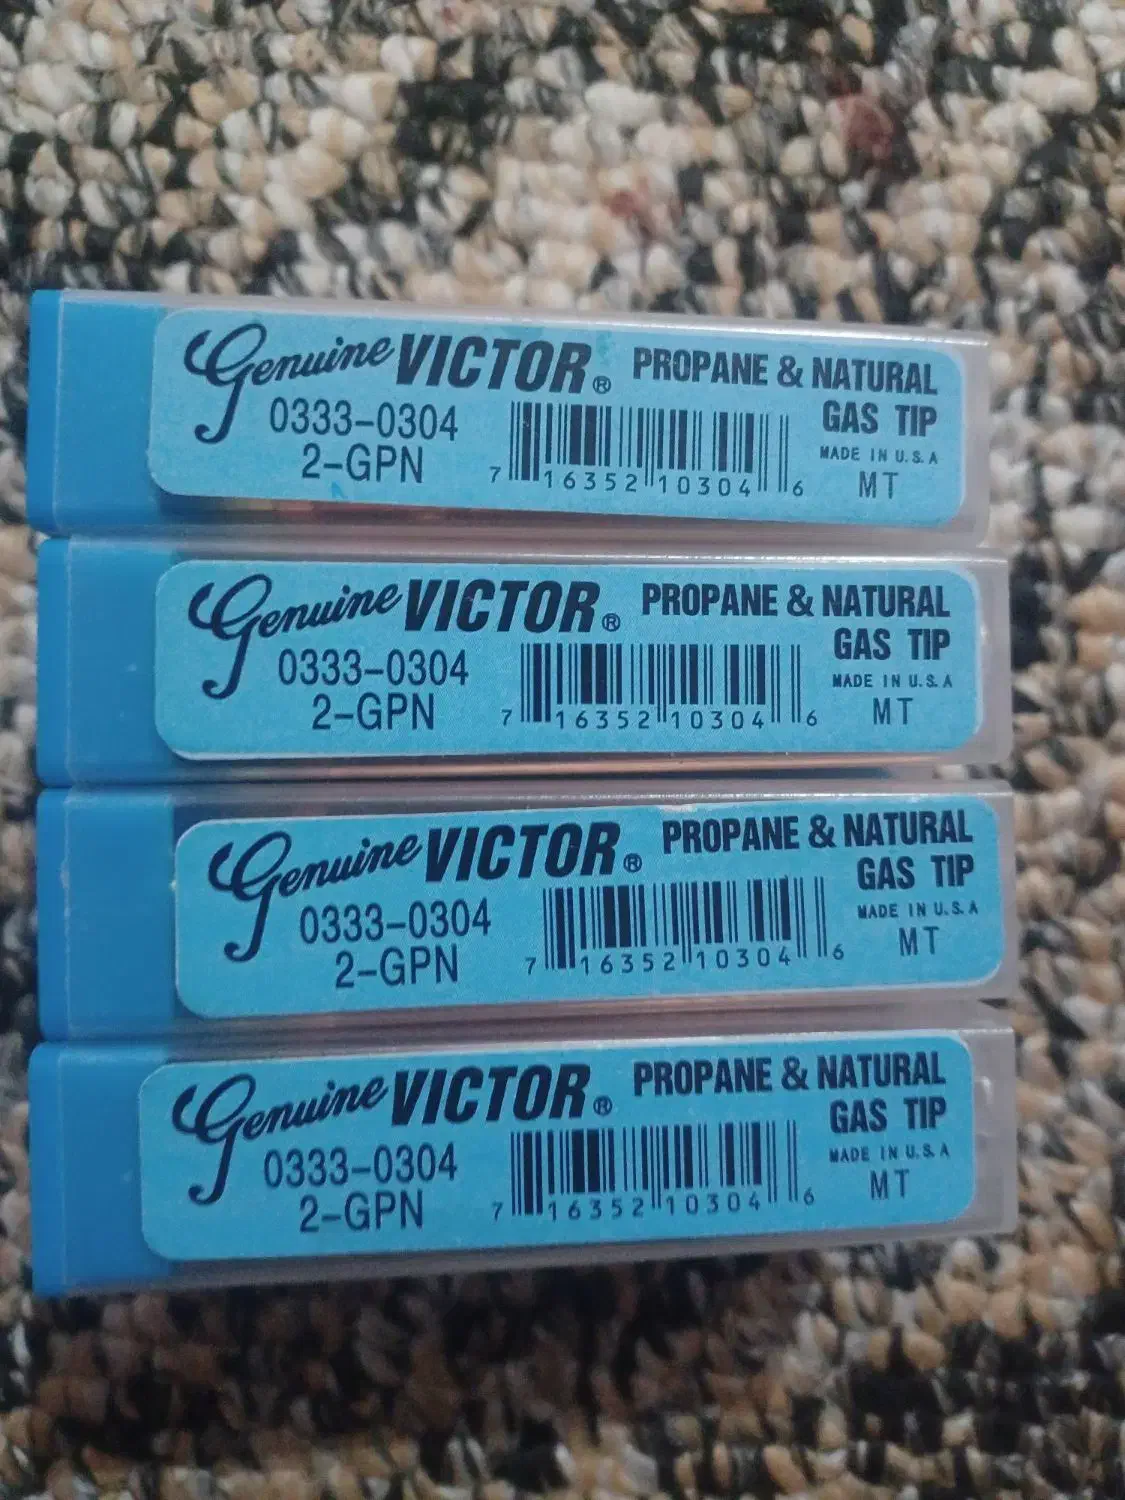 Genuine VICTOR® PROPANE & NATURAL
GAS TIP
0333-0304
2-GPN
MADE IN U.S.A
MT
7 16352 10304 6
Genuine VICTOR® PROPANE & NATURAL
GAS TIP
0333-0304
2-GPN
MADE IN U.S.A
MT
7 16352 10304 6
Genuine VICTOR® PROPANE & NATURAL
GAS TIP
0333-0304
2-GPN
MADE IN U.S.A
MT
7 16352 10304 6
Genuine VICTOR® PROPANE & NATURAL
GAS TIP
0333-0304
2-GPN
MADE IN U.S.A
MT
7 16352 10304 6